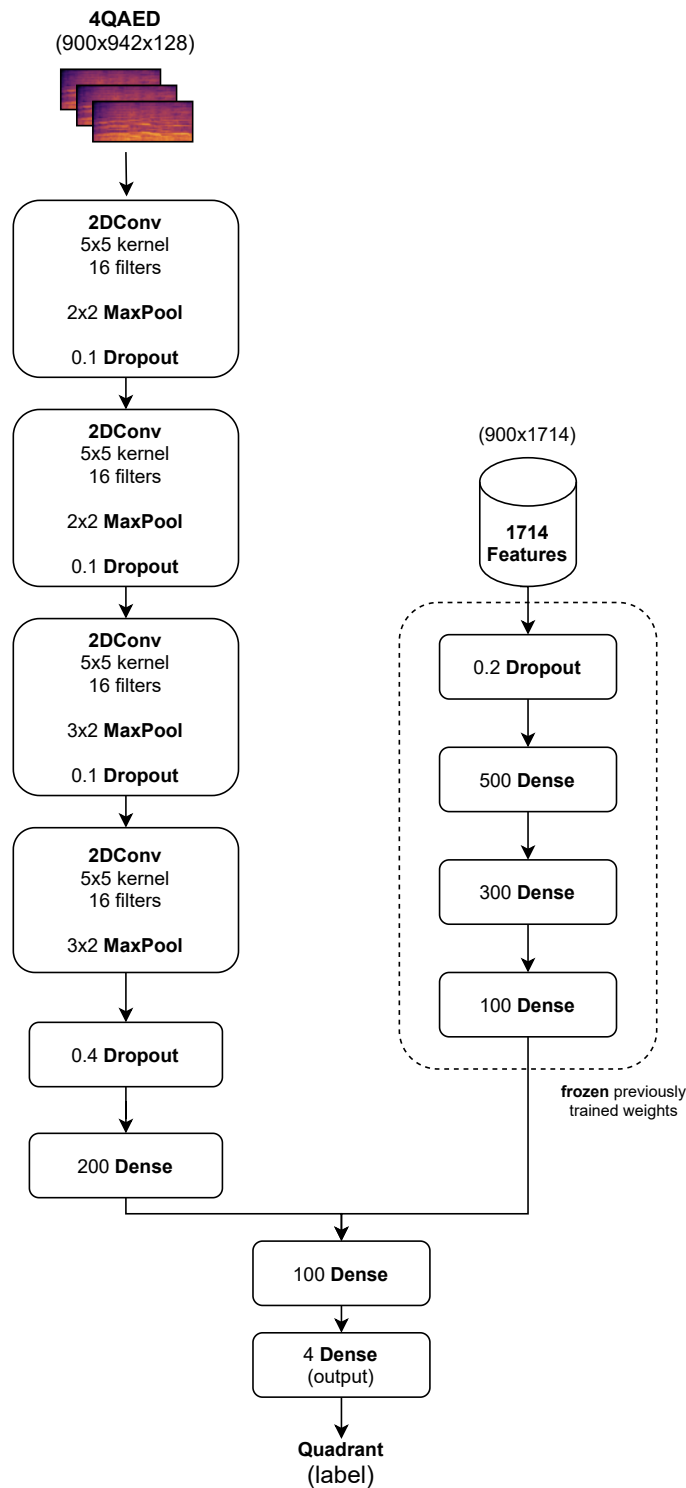 4QAED
(900x942x128)
2DConv
5x5 kernel
16 filters
2x2 MaxPool
0.1 Dropout
2DConv
5x5 kernel
16 filters
2x2 MaxPool
0.1 Dropout
2DConv
5x5 kernel
16 filters
3x2 MaxPool
0.1 Dropout
2DConv
5x5 kernel
16 filters
3x2 MaxPool
0.4 Dropout
200 Dense
(900x1714)
1714
Features
0.2 Dropout
500 Dense
300 Dense
100 Dense
frozen previously
trained weights
100 Dense
4 Dense
(output)
Quadrant
(label)